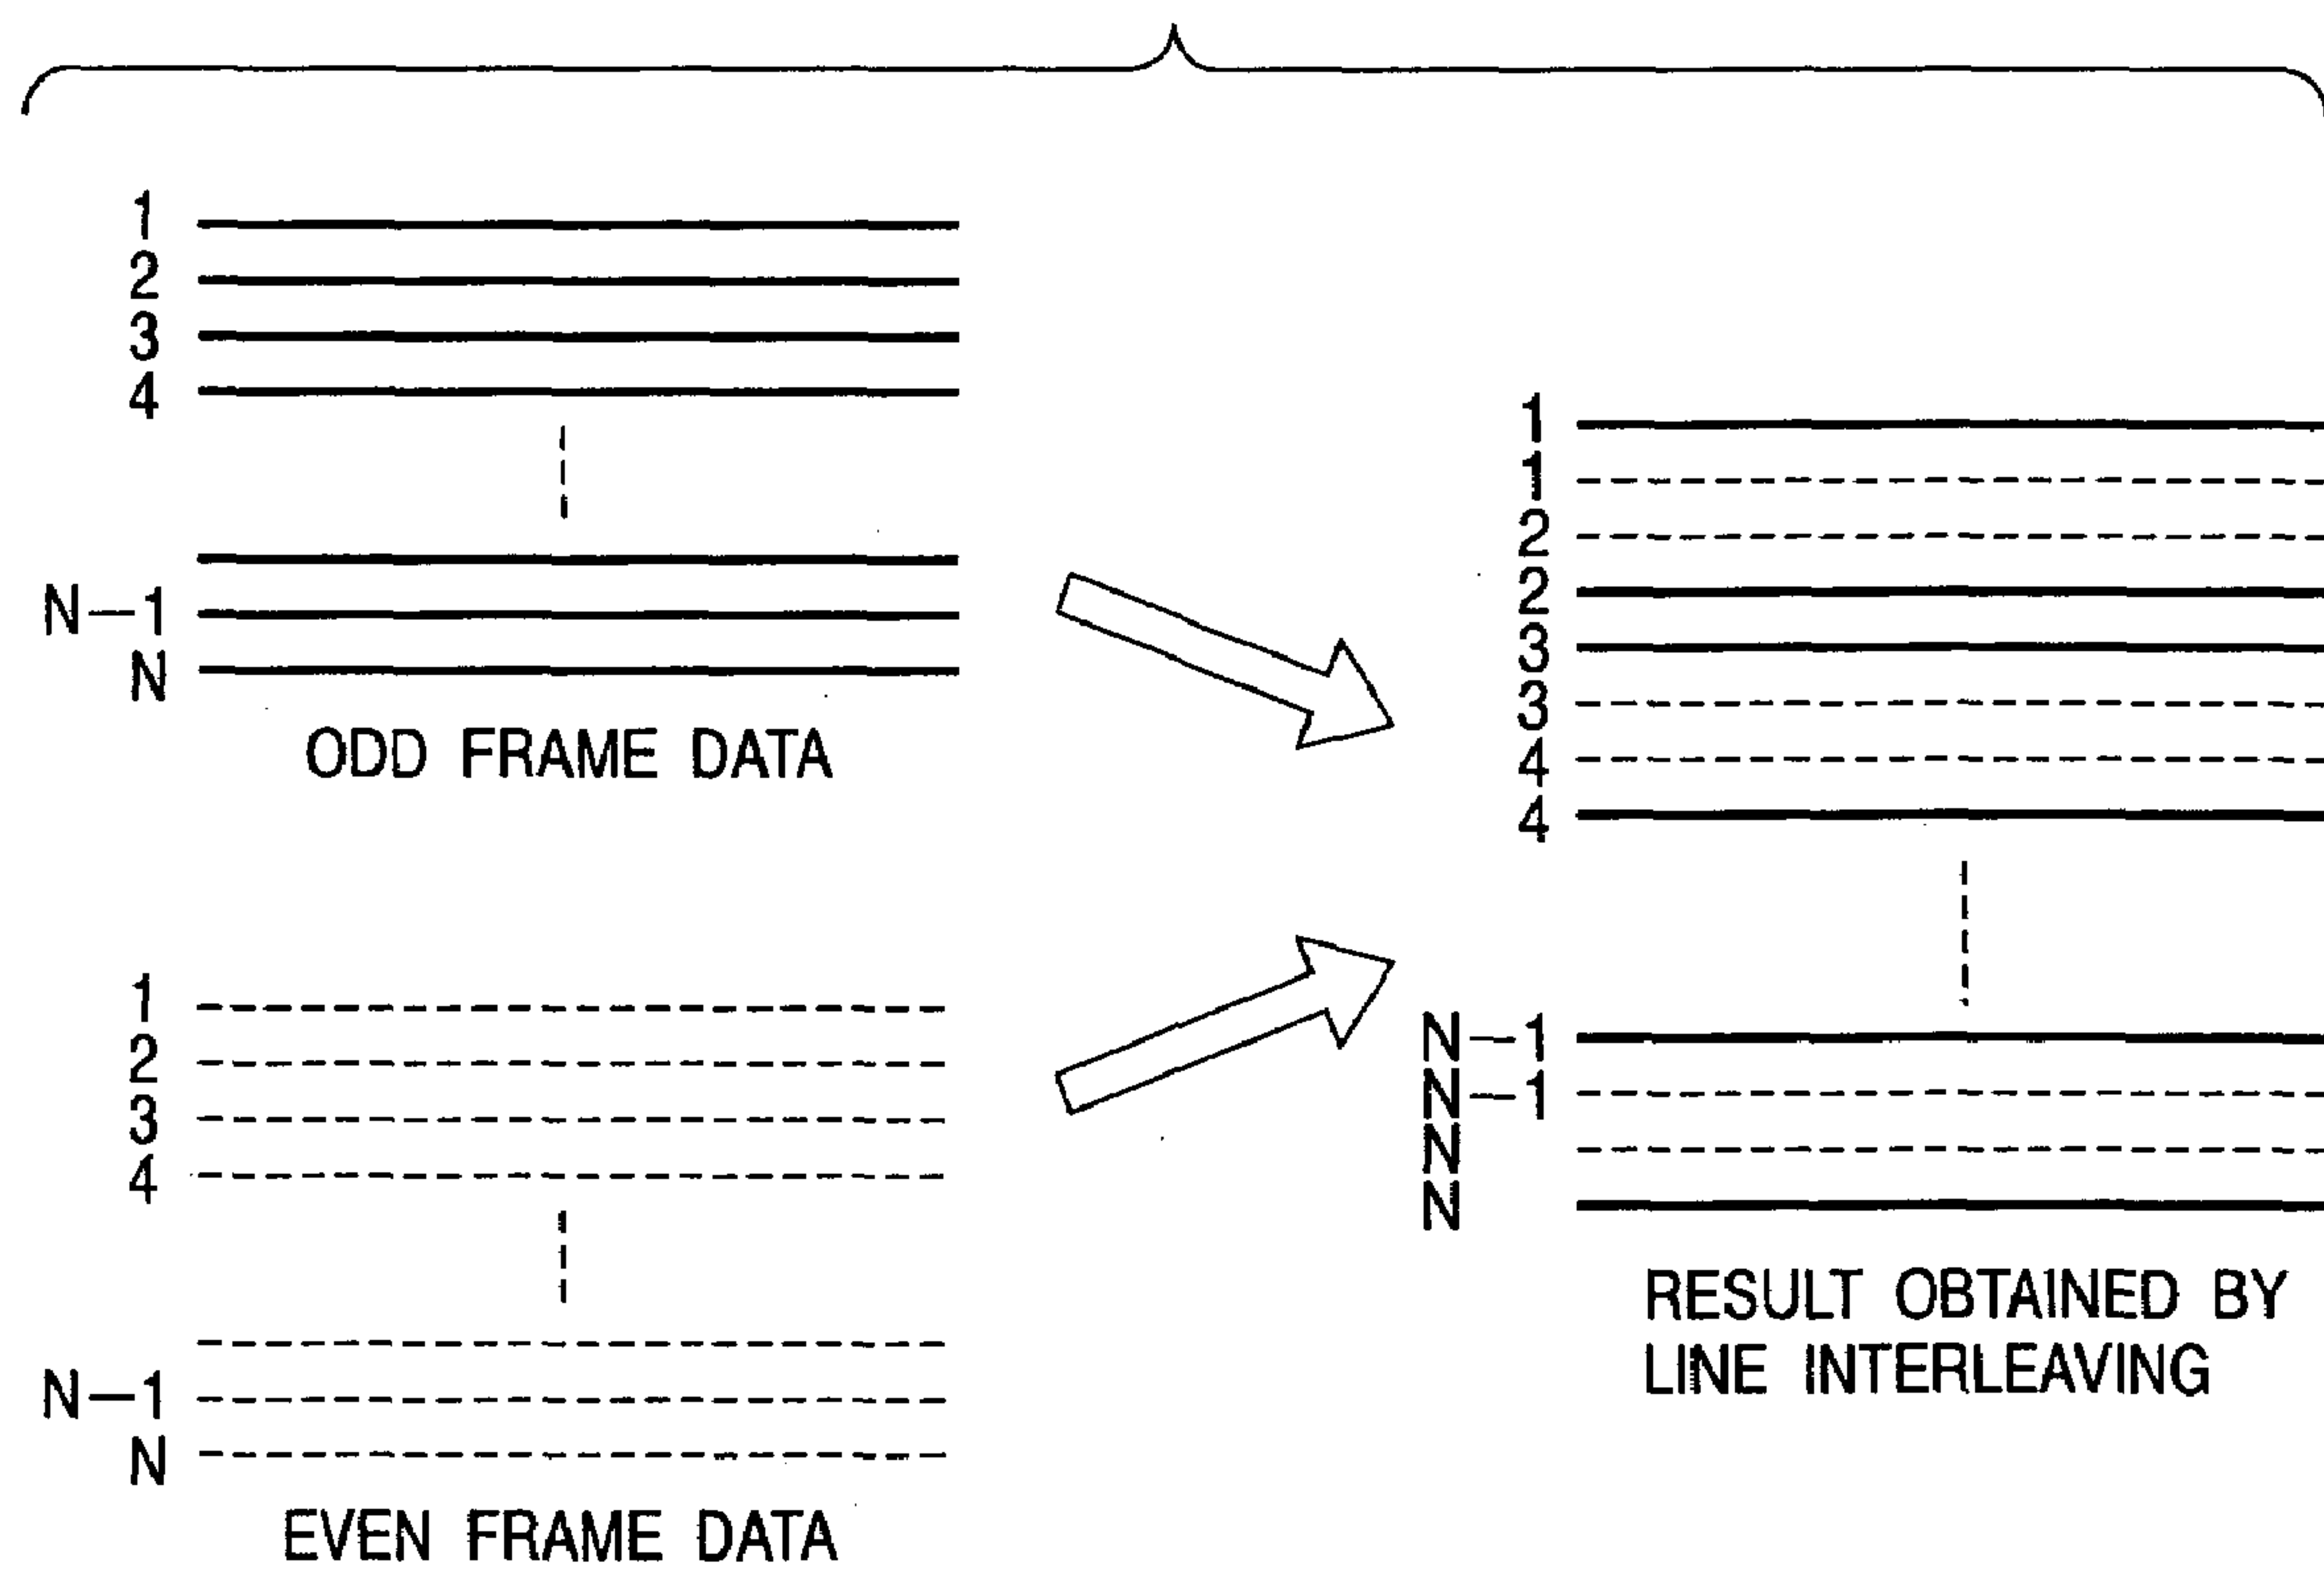 1
2
3
4
N-1
N
ODD FRAME DATA
1
2
3
4
N-1
N
EVEN FRAME DATA
1
1
2
2
3
3
4
4
N-1
N-1
N
N
RESULT OBTAINED BY
LINE INTERLEAVING